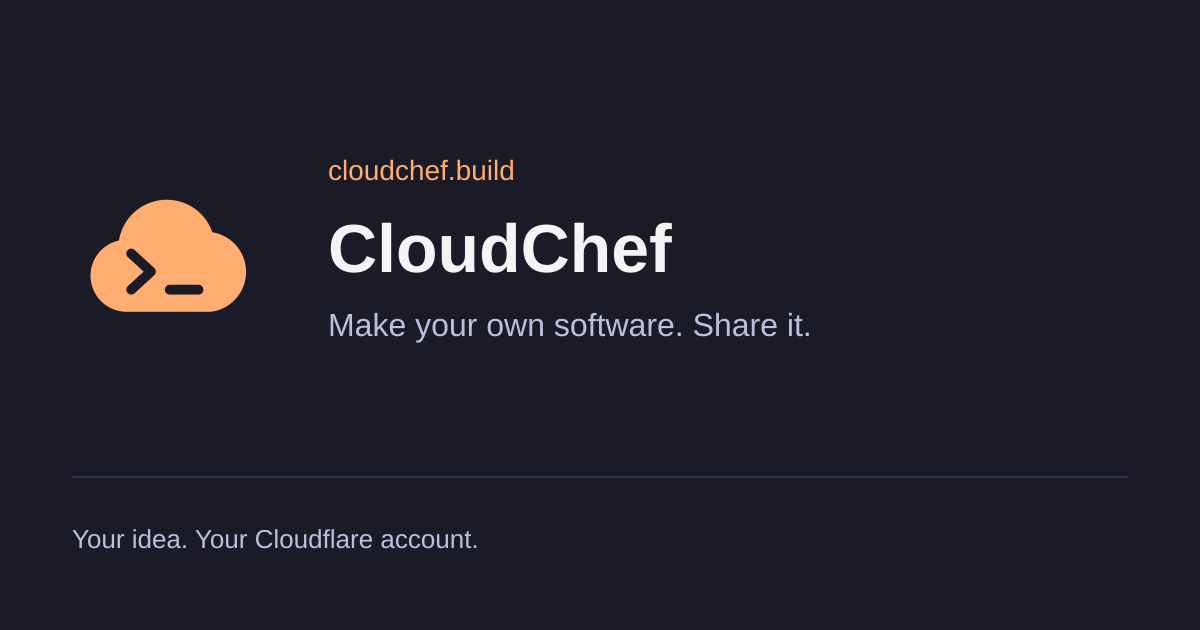 cloudchef.build
CloudChef
Make your own software. Share it.
Your idea. Your Cloudflare account.